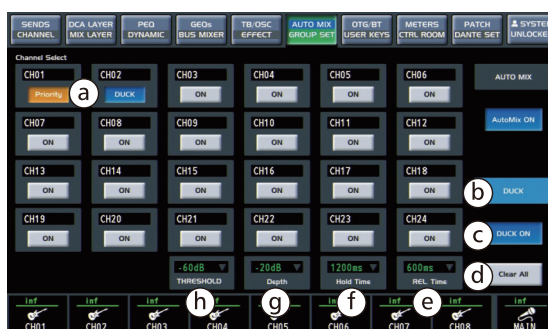 SENDS DCA LAYER PEQ GEQs TB/OSC AUTO MIX OTG/BT METERS PATCH SYSTE
CHANNEL MIX LAYER DYNAMIC BUS MIXER EFFECT GROUP SET USER KEYS CTRL ROOM DANTE SET UNLOCKE
Channel Select
CH01 CH02 CH03 CH04 CH05 CH06 AUTO MIX
Priority a DUCK ON ON ON ON
CH07 CH08 CH09 CH10 CH11 CH12 AutoMix ON
ON ON ON ON ON ON
CH13 CH14 CH15 CH16 CH17 CH18
ON ON ON ON ON ON b DUCK
CH19 CH20 CH21 CH22 CH23 CH24
ON ON ON ON ON ON c DUCK ON
-60dB -20dB 1200ms 600ms d Clear All
THRESHOLD Depth Hold Time REL. Time
h g f e
inf inf inf inf inf inf inf inf inf
CH01 CH02 CH03 CH04 CH05 CH06 CH07 CH08 MAIN